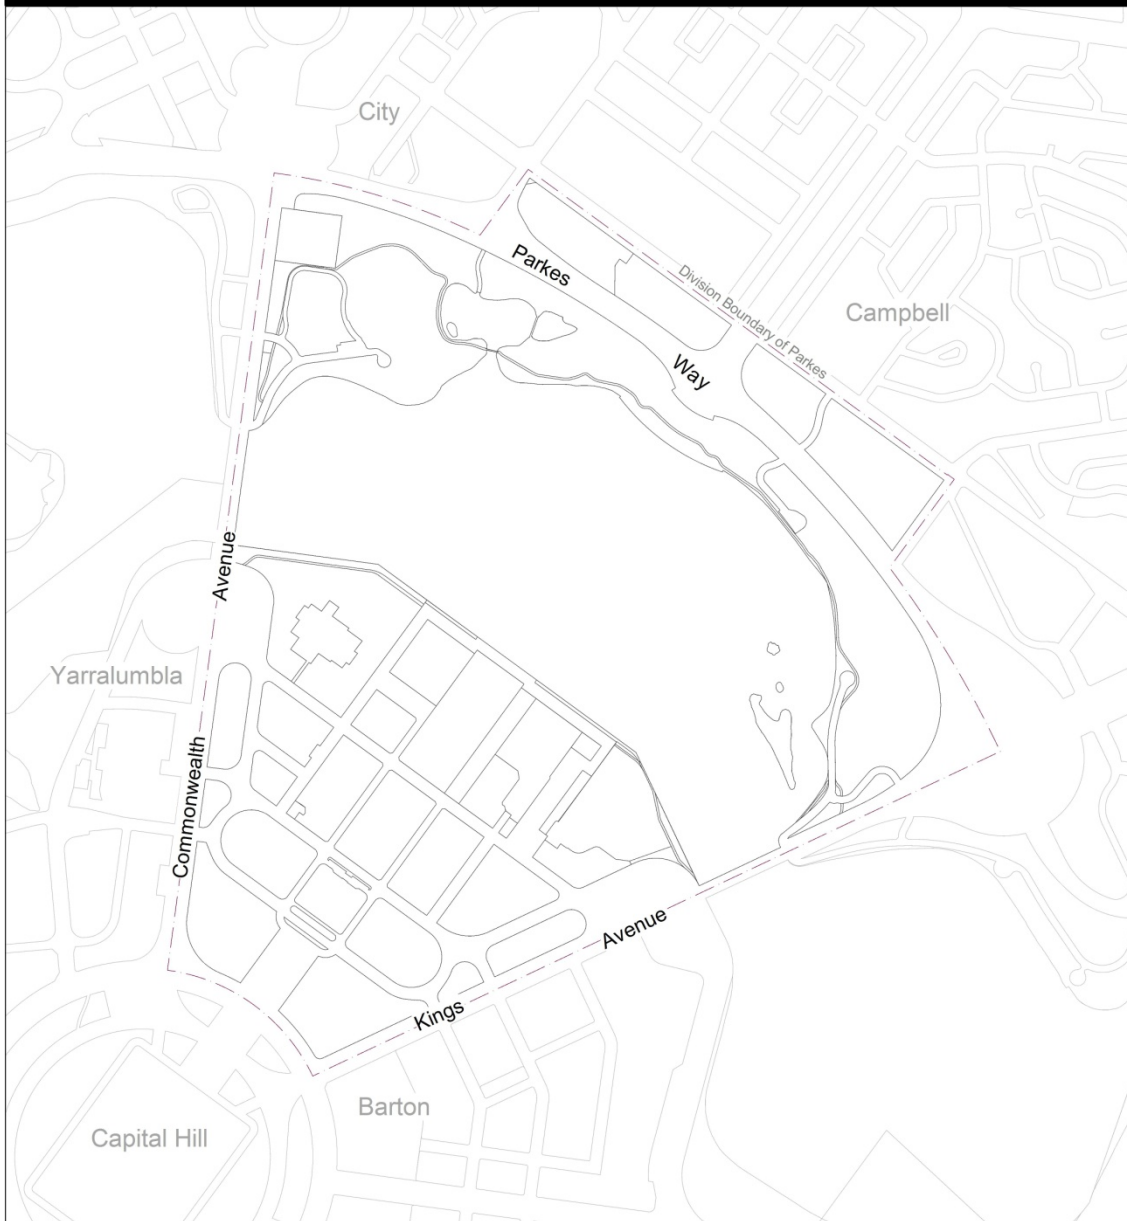 City
Parkes
Way
Division Boundary of Parkes
Campbell
Avenue
Yarralumbla
Commonwealth
Avenue
Kings
Barton
Capital Hill